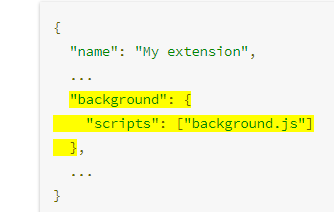 {
"name": "My extension",
...
"background": {
"scripts": ["background.js"]
},
...
}